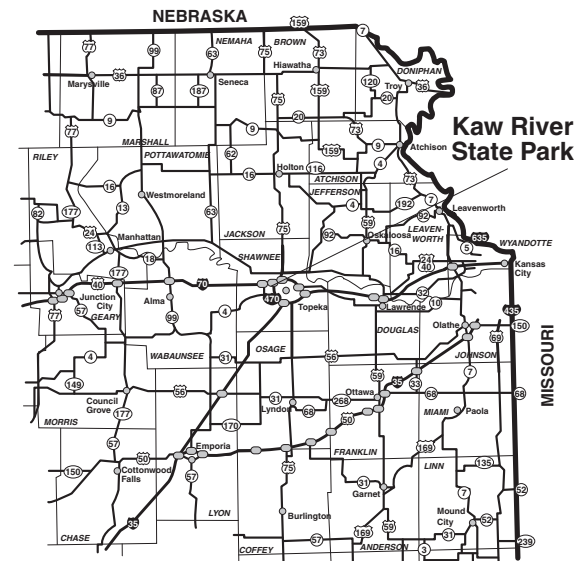 NEBRASKA
159
7
77
99
63
NEMAHA
75
BROWN
73
Hiawatha
DONIPHAN
Marysville
36
Seneca
120
Troy
36
87
187
75
159
20
9
20
77
9
73
Kaw River
State Park
MARSHALL
159
9
Atchison
RILEY
POTTAWATOMIE
62
4
16
Holton
116
ATCHISON
73
16
Westmoreland
JEFFERSON
4
192
7
Leavenworth
82
177
13
63
59
92
24
Manhattan
JACKSON
75
92
Oskaloosa
LEAVEN-
WORTH
635
WYANDOTTE
113
18
SHAWNEE
16
5
24
40
Kansas
City
177
40
70
Junction
City
Alma
470
Topeka
32
Lawrence
10
435
77
57
GEARY
99
4
DOUGLAS
Olathe
150
4
WABAUNSEE
31
OSAGE
56
69
JOHNSON
MISSOURI
149
59
35
33
7
Council
Grove
56
31
Lyndon
68
268
Ottawa
68
68
177
50
MIAMI
Paola
MORRIS
170
57
Emporia
FRANKLIN
169
150
50
Cottonwood
Falls
57
75
LINN
135
31
Garnet
7
52
35
LYON
Burlington
Mound
City
52
59
CHASE
57
169
31
239
COFFEY
ANDERSON
3